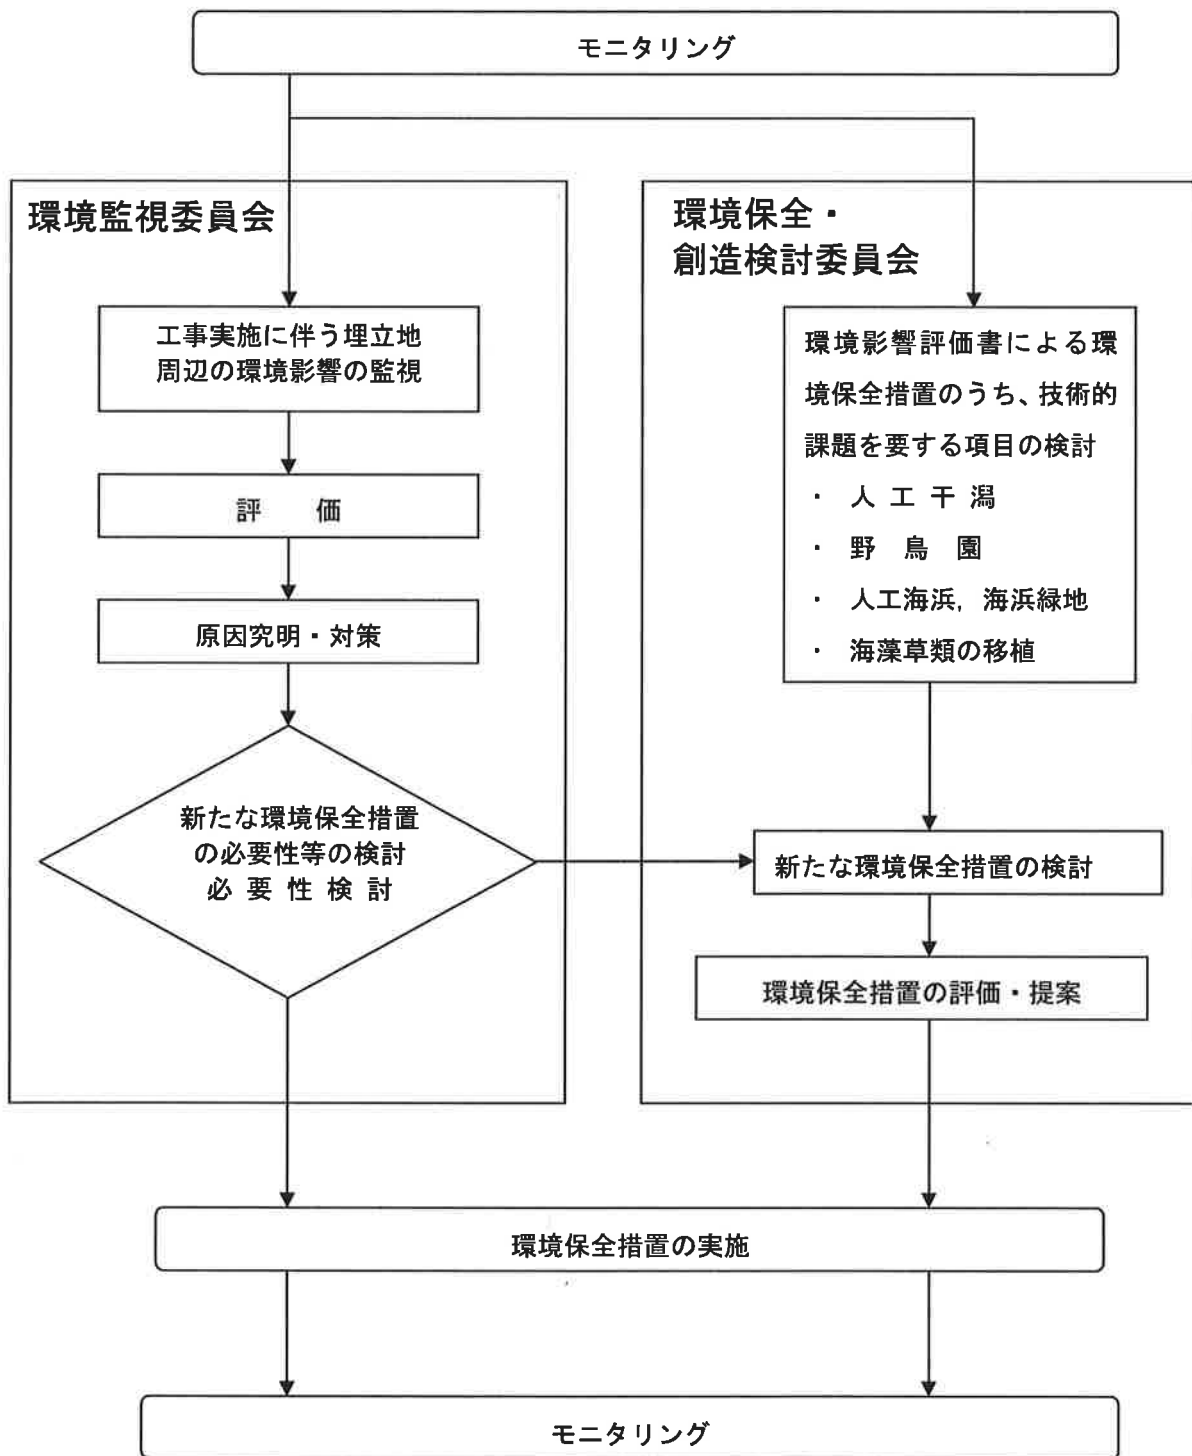 モニタリング
環境監視委員会
工事実施に伴う埋立地
周辺の環境影響の監視
評 価
原因究明・対策
新たな環境保全措置
の必要性等の検討
必 要 性 検 討
環境保全・
創造検討委員会
環境影響評価書による環
境保全措置のうち、技術的
課題を要する項目の検討
・ 人 工 干 潟
・ 野 鳥 園
・ 人工海浜，海浜緑地
・ 海藻草類の移植
新たな環境保全措置の検討
環境保全措置の評価・提案
環境保全措置の実施
モニタリング